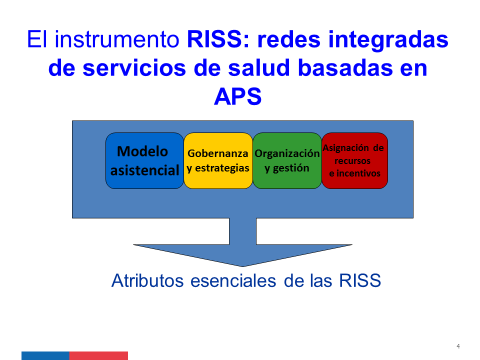 El instrumento RISS: redes integradas
de servicios de salud basadas en
APS
Modelo
asistencial
Gobernanza
y estrategias
Organización
y gestión
Asignación de
recursos
e incentivos
Atributos esenciales de las RISS
4